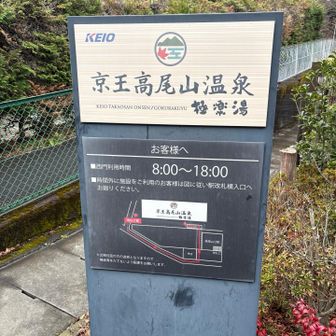 KEIO
京王高尾山温泉
KEIO TAKAOSAN ONSEN GOKURAKUYU
極楽湯
お客様へ
■西門利用時間 8:00〜18:00
■時間外に施設をご利用のお客様は図に従い駅改札横入口へ
お廻りください。
京王高尾山温泉
極楽湯